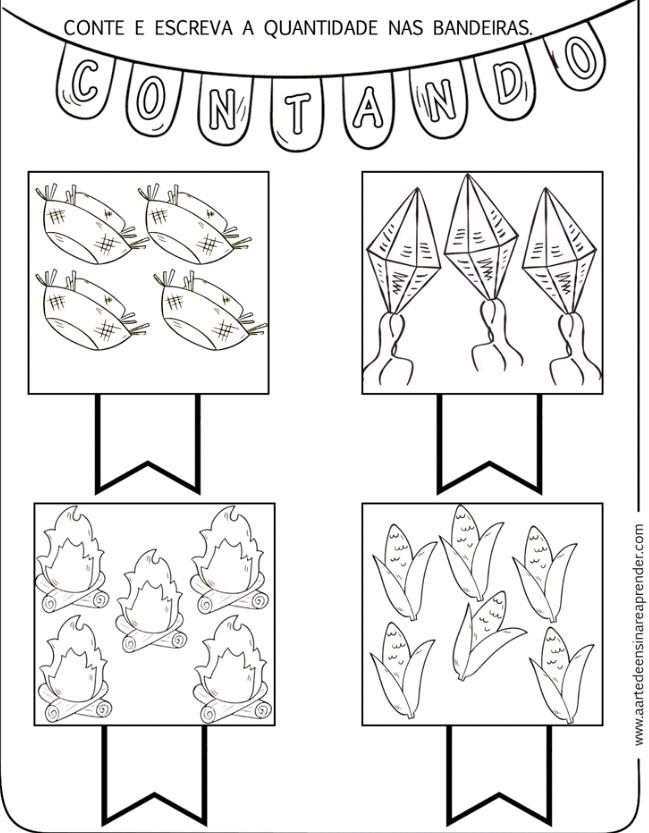 CONTE E ESCREVA A QUANTIDADE NAS BANDEIRAS.
CONTANDO
www.aartedeensinareaprender.com